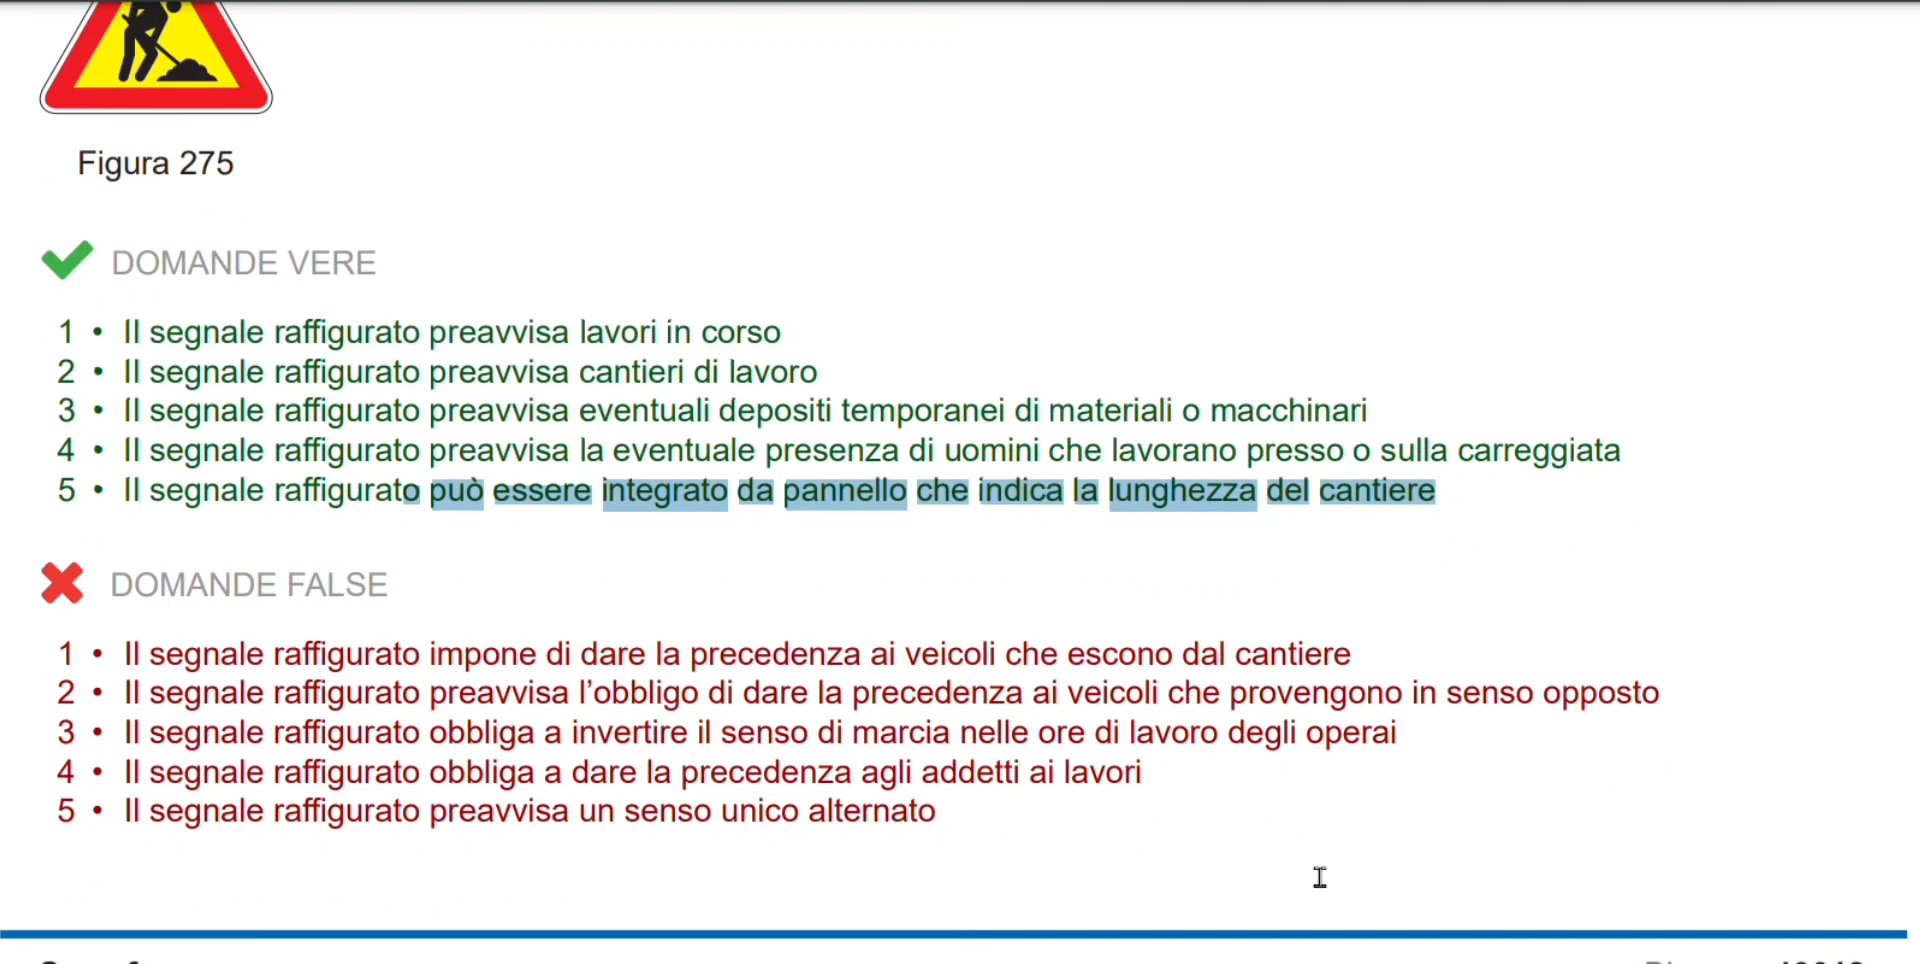 Figura 275
DOMANDE VERE
1 • Il segnale raffigurato preavvisa lavori in corso
2 • Il segnale raffigurato preavvisa cantieri di lavoro
3 • Il segnale raffigurato preavvisa eventuali depositi temporanei di materiali o macchinari
4 • Il segnale raffigurato preavvisa la eventuale presenza di uomini che lavorano presso o sulla carreggiata
5 • Il segnale raffigurato può essere integrato da pannello che indica la lunghezza del cantiere
DOMANDE FALSE
1 • Il segnale raffigurato impone di dare la precedenza ai veicoli che escono dal cantiere
2 • Il segnale raffigurato preavvisa l’obbligo di dare la precedenza ai veicoli che provengono in senso opposto
3 • Il segnale raffigurato obbliga a invertire il senso di marcia nelle ore di lavoro degli operai
4 • Il segnale raffigurato obbliga a dare la precedenza agli addetti ai lavori
5 • Il segnale raffigurato preavvisa un senso unico alternato